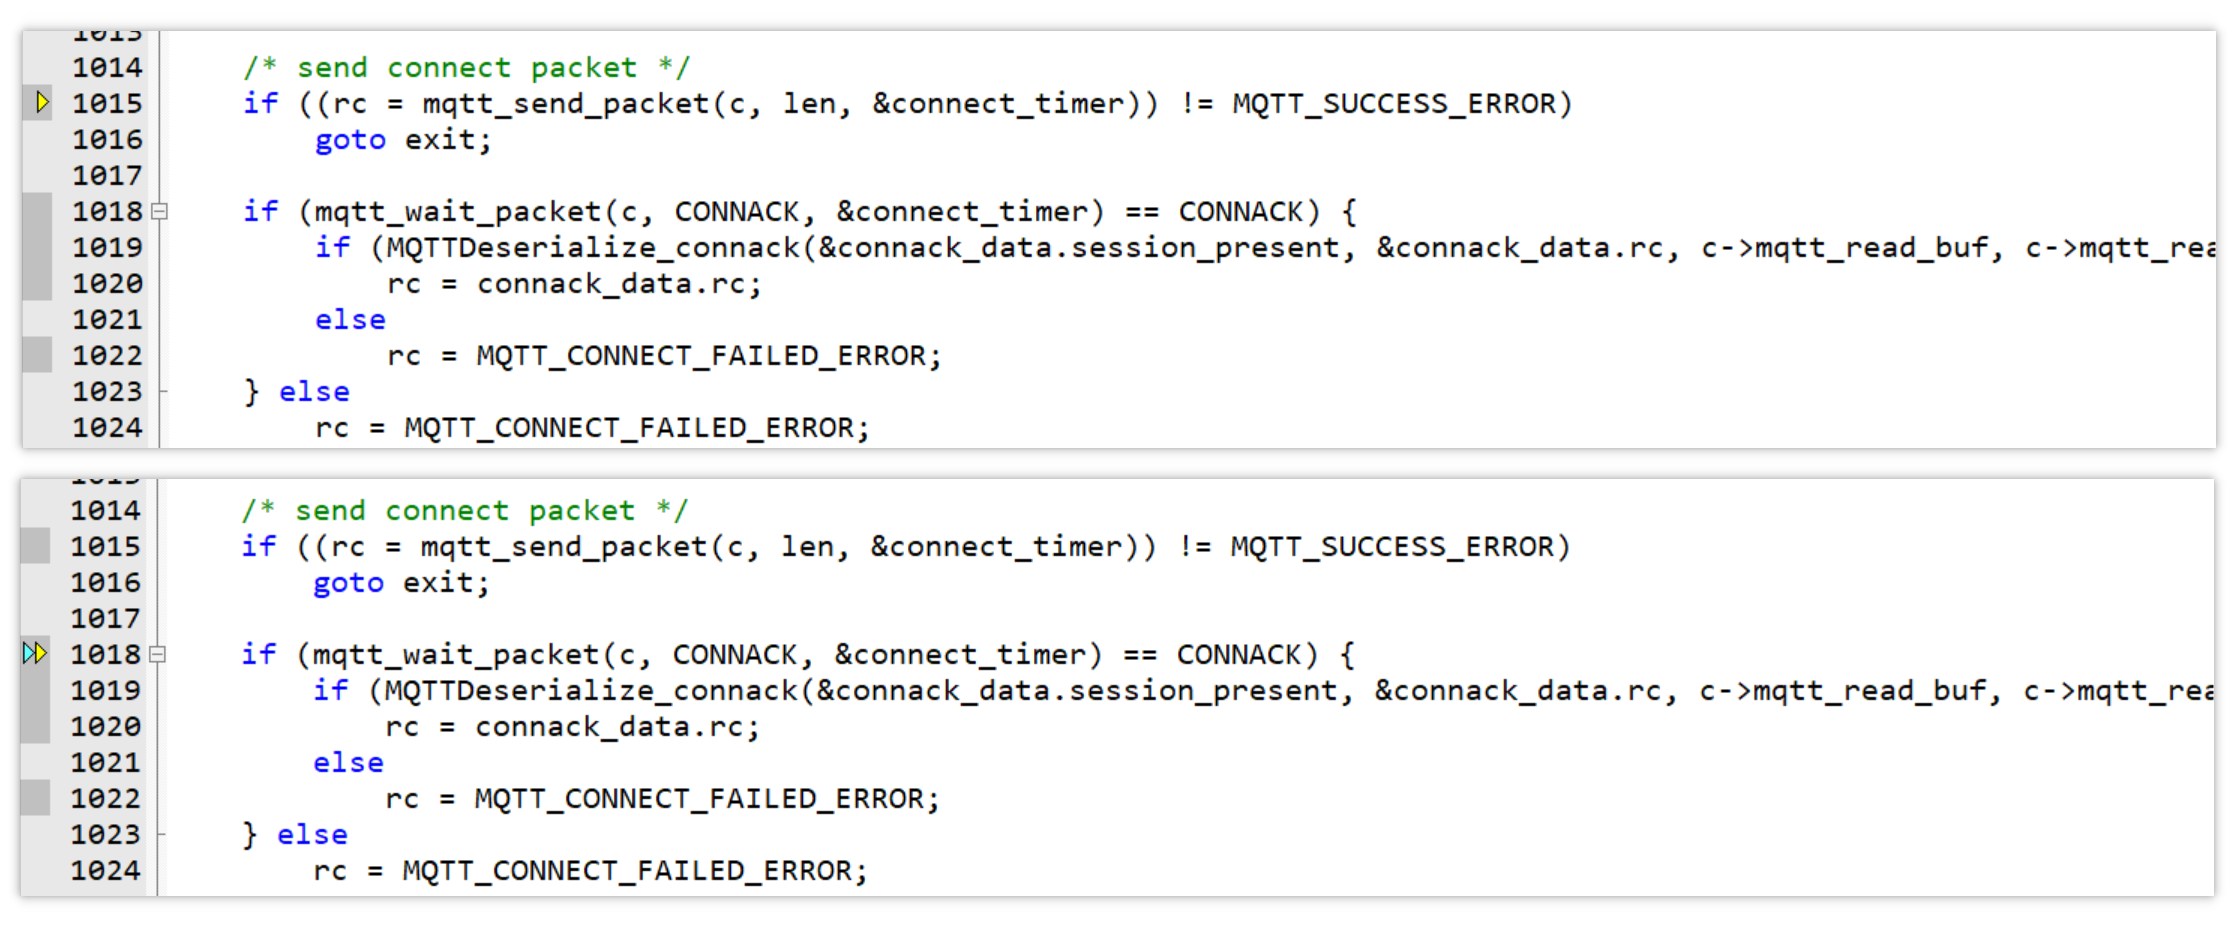 1013
1014 /* send connect packet */
1015 if ((rc = mqtt_send_packet(c, len, &connect_timer)) != MQTT_SUCCESS_ERROR)
1016 goto exit;
1017
1018 if (mqtt_wait_packet(c, CONNACK, &connect_timer) == CONNACK) {
1019 if (MQTTDeserialize_connack(&connack_data.session_present, &connack_data.rc, c->mqtt_read_buf, c->mqtt_rea
1020 rc = connack_data.rc;
1021 else
1022 rc = MQTT_CONNECT_FAILED_ERROR;
1023 } else
1024 rc = MQTT_CONNECT_FAILED_ERROR;
1014 /* send connect packet */
1015 if ((rc = mqtt_send_packet(c, len, &connect_timer)) != MQTT_SUCCESS_ERROR)
1016 goto exit;
1017
1018 if (mqtt_wait_packet(c, CONNACK, &connect_timer) == CONNACK) {
1019 if (MQTTDeserialize_connack(&connack_data.session_present, &connack_data.rc, c->mqtt_read_buf, c->mqtt_rea
1020 rc = connack_data.rc;
1021 else
1022 rc = MQTT_CONNECT_FAILED_ERROR;
1023 } else
1024 rc = MQTT_CONNECT_FAILED_ERROR;